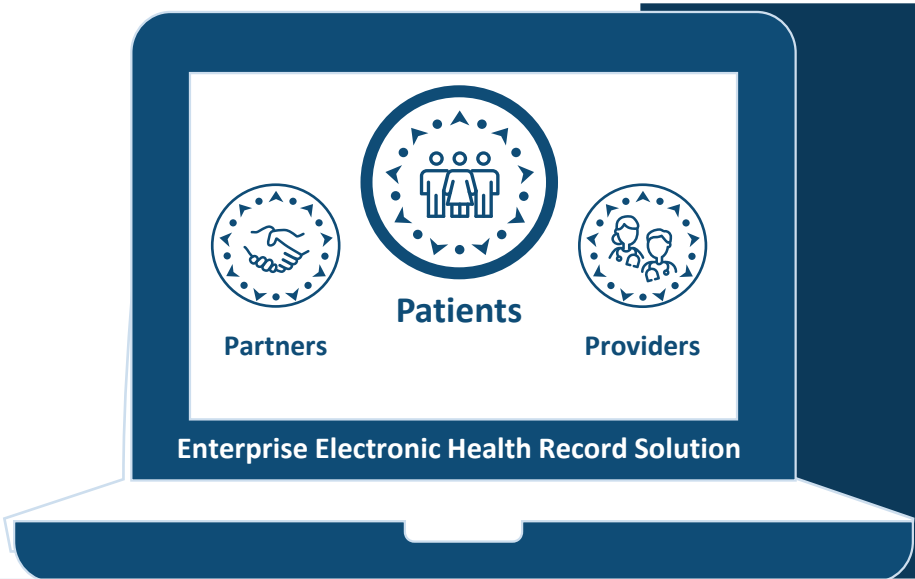 Patients
Partners
Providers
Enterprise Electronic Health Record Solution